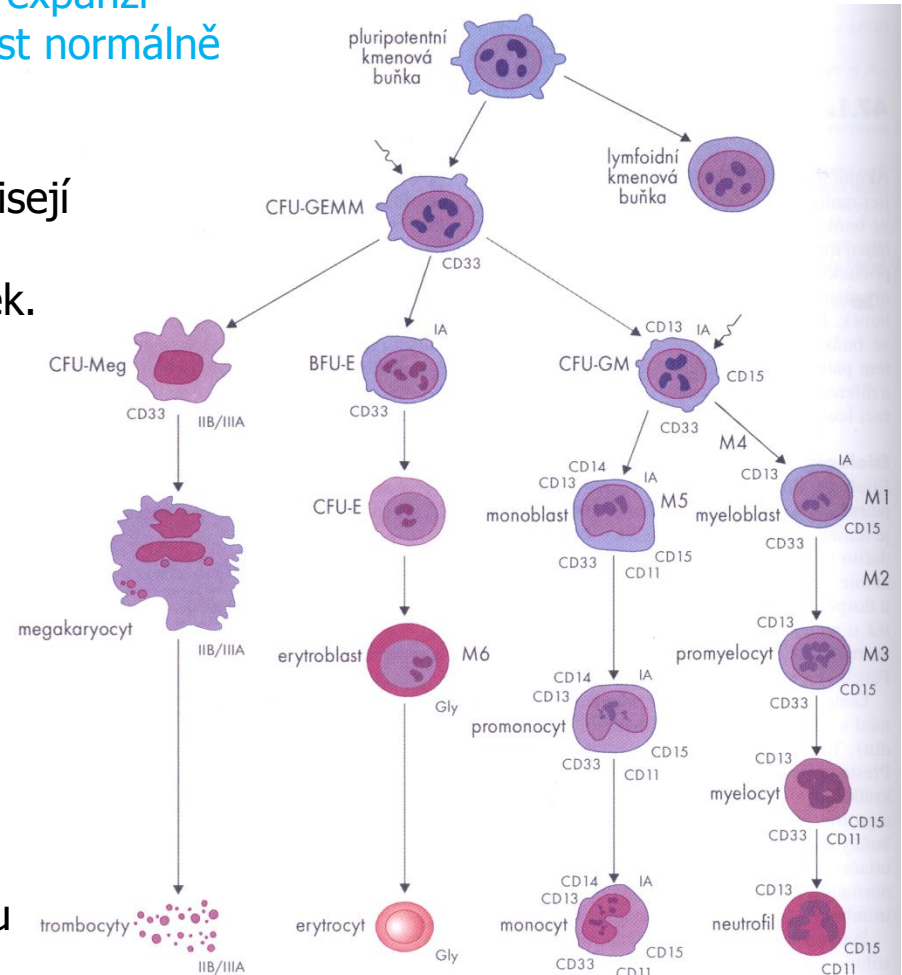 expanzi
st normálně
isejí
ek.
u
pluripotentní
kmenová
buňka
lymfoidní
kmenová
buňka
CFU-GEMM
CD33
CFU-Meg
CD33 IIB/IIIA
BFU-E
IA
CD33
CFU-GM
CD13 IA
CD15
CD33
M4
megakaryocyt
IIB/IIIA
CFU-E
CD14 IA
CD13
monoblast
M5
CD33 CD15
CD11
CD13 IA
myeloblast
M1
CD33 CD15
M2
erytroblast
M6
Gly
CD14 IA
CD13
promonocyt
CD33 CD15
CD11
CD13
promyelocyt
M3
CD33 CD15
CD13
myelocyt
CD33 CD15
CD11
trombocyty
IIB/IIIA
erytrocyt
Gly
CD14 IA
CD13
monocyt
CD33 CD15
CD11
CD13
neutrofil
CD15
CD11
47.1